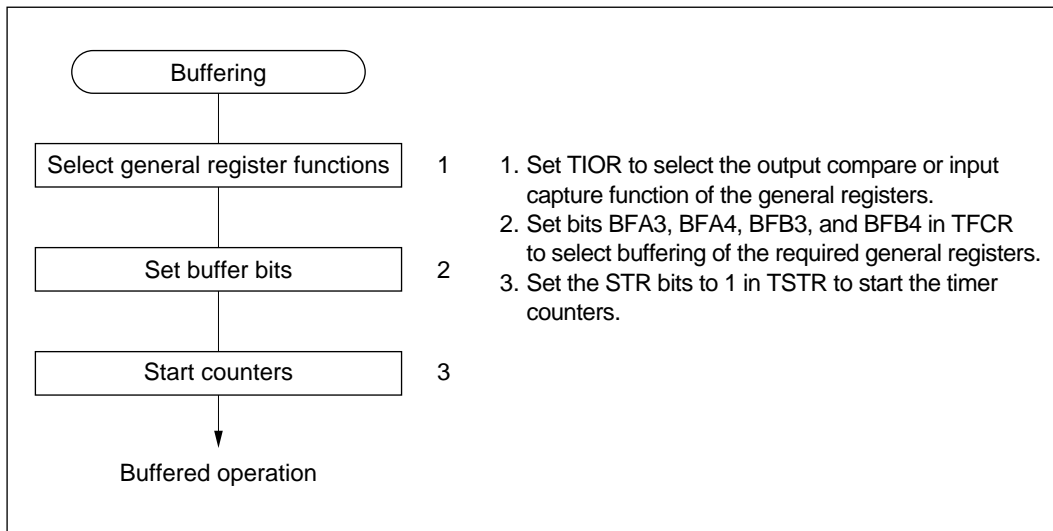 Buffering
Select general register functions 1
Set buffer bits 2
Start counters 3
Buffered operation
1. Set TIOR to select the output compare or input
capture function of the general registers.
2. Set bits BFA3, BFA4, BFB3, and BFB4 in TFCR
to select buffering of the required general registers.
3. Set the STR bits to 1 in TSTR to start the timer
counters.